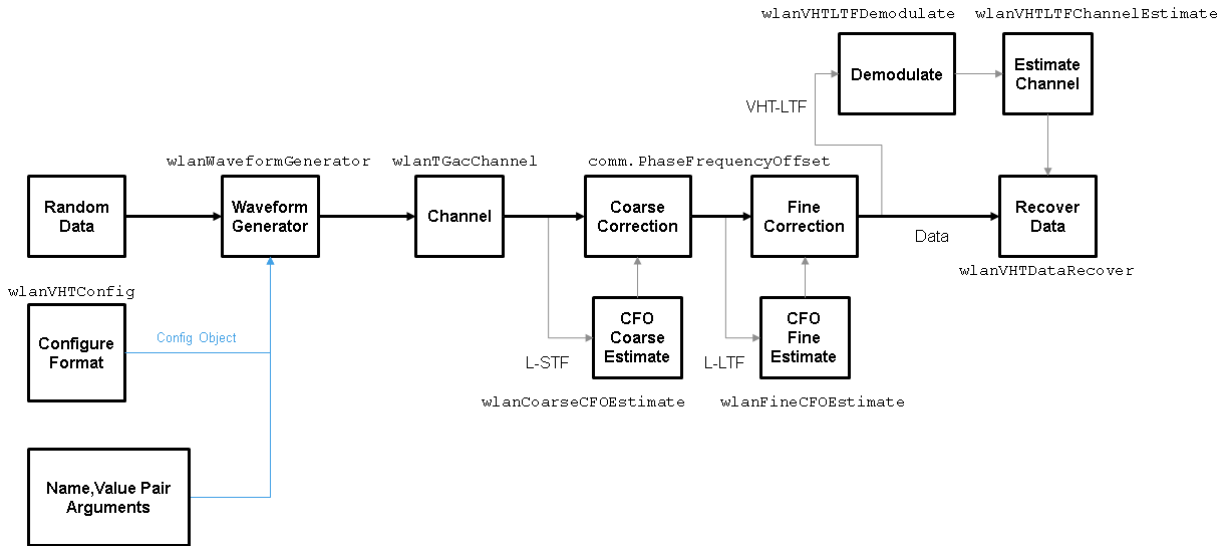 wlanVHTLTFDemodulate
wlanVHTLTFChannelEstimate
Demodulate
Estimate
Channel
VHT-LTF
wlanWaveformGenerator
wlanTGacChannel
comm.PhaseFrequencyOffset
Random
Data
Waveform
Generator
Channel
Coarse
Correction
Fine
Correction
Data
Recover
Data
wlanVHTDataRecover
wlanVHTConfig
Configure
Format
Config Object
L-STF
CFO
Coarse
Estimate
L-LTF
CFO
Fine
Estimate
wlanCoarseCFOEstimate
wlanFineCFOEstimate
Name,Value Pair
Arguments